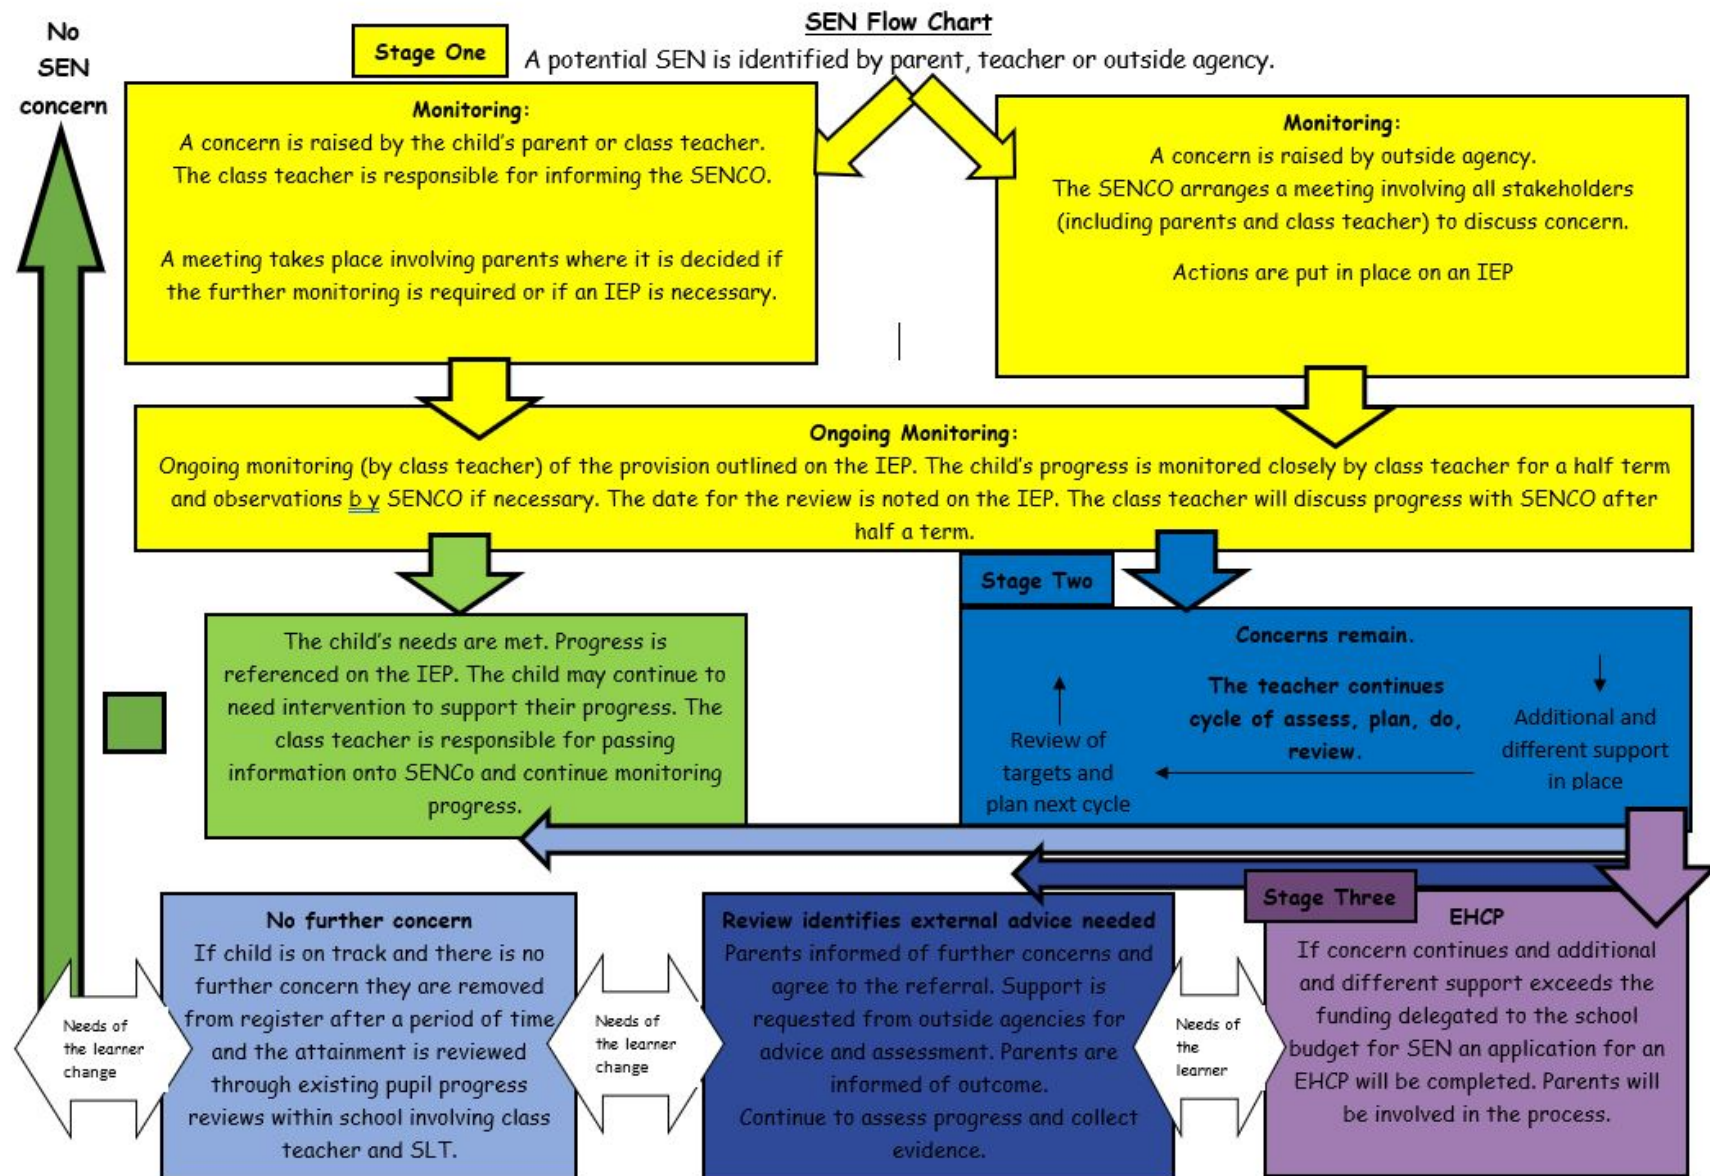 SEN Flow Chart
No
SEN
concern
Stage One
A potential SEN is identified by parent, teacher or outside agency.
Monitoring:
A concern is raised by the child's parent or class teacher.
The class teacher is responsible for informing the SENCO.
A meeting takes place involving parents where it is decided if
the further monitoring is required or if an IEP is necessary.
Monitoring:
A concern is raised by outside agency.
The SENCO arranges a meeting involving all stakeholders
(including parents and class teacher) to discuss concern.
Actions are put in place on an IEP
Ongoing Monitoring:
Ongoing monitoring (by class teacher) of the provision outlined on the IEP. The child's progress is monitored closely by class teacher for a half term
and observations b y SENCO if necessary. The date for the review is noted on the IEP. The class teacher will discuss progress with SENCO after
half a term.
The child's needs are met. Progress is
referenced on the IEP. The child may continue to
need intervention to support their progress. The
class teacher is responsible for passing
information onto SENCo and continue monitoring
progress.
Stage Two
Concerns remain.
The teacher continues
cycle of assess, plan, do,
review.
Additional and
different support
in place
Review of
targets and
plan next cycle
Needs of
the learner
change
No further concern
If child is on track and there is no
further concern they are removed
from register after a period of time
and the attainment is reviewed
through existing pupil progress
reviews within school involving class
teacher and SLT.
Needs of
the learner
change
Review identifies external advice needed
Parents informed of further concerns and
agree to the referral. Support is
requested from outside agencies for
advice and assessment. Parents are
informed of outcome.
Continue to assess progress and collect
evidence.
Needs of
the
learner
Stage Three
EHCP
If concern continues and additional
and different support exceeds the
funding delegated to the school
budget for SEN an application for an
EHCP will be completed. Parents will
be involved in the process.